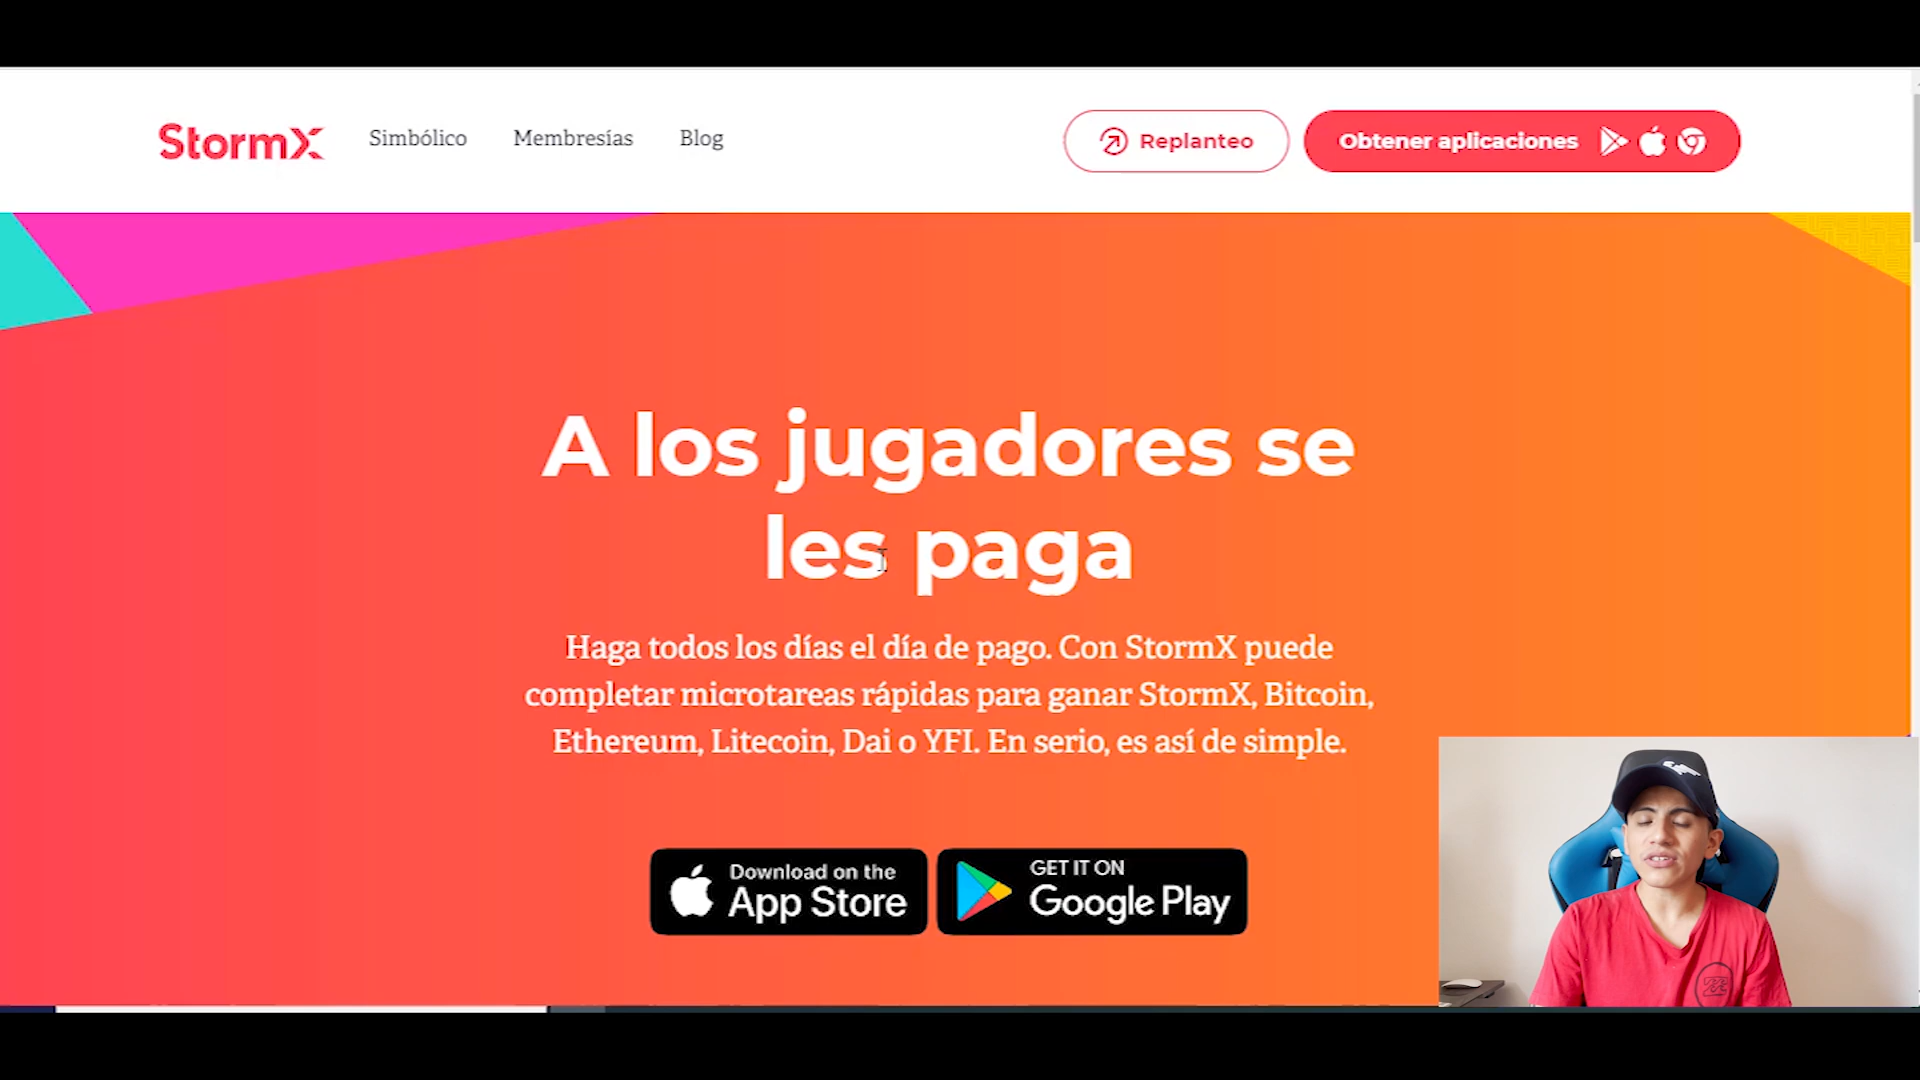 StormX
Simbólico
Membresías
Blog
Replanteo
Obtener aplicaciones
A los jugadores se
les paga
Haga todos los días el día de pago. Con StormX puede
completar microtareas rápidas para ganar StormX, Bitcoin,
Ethereum, Litecoin, Dai o YFI. En serio, es así de simple.
Download on the
App Store
GET IT ON
Google Play